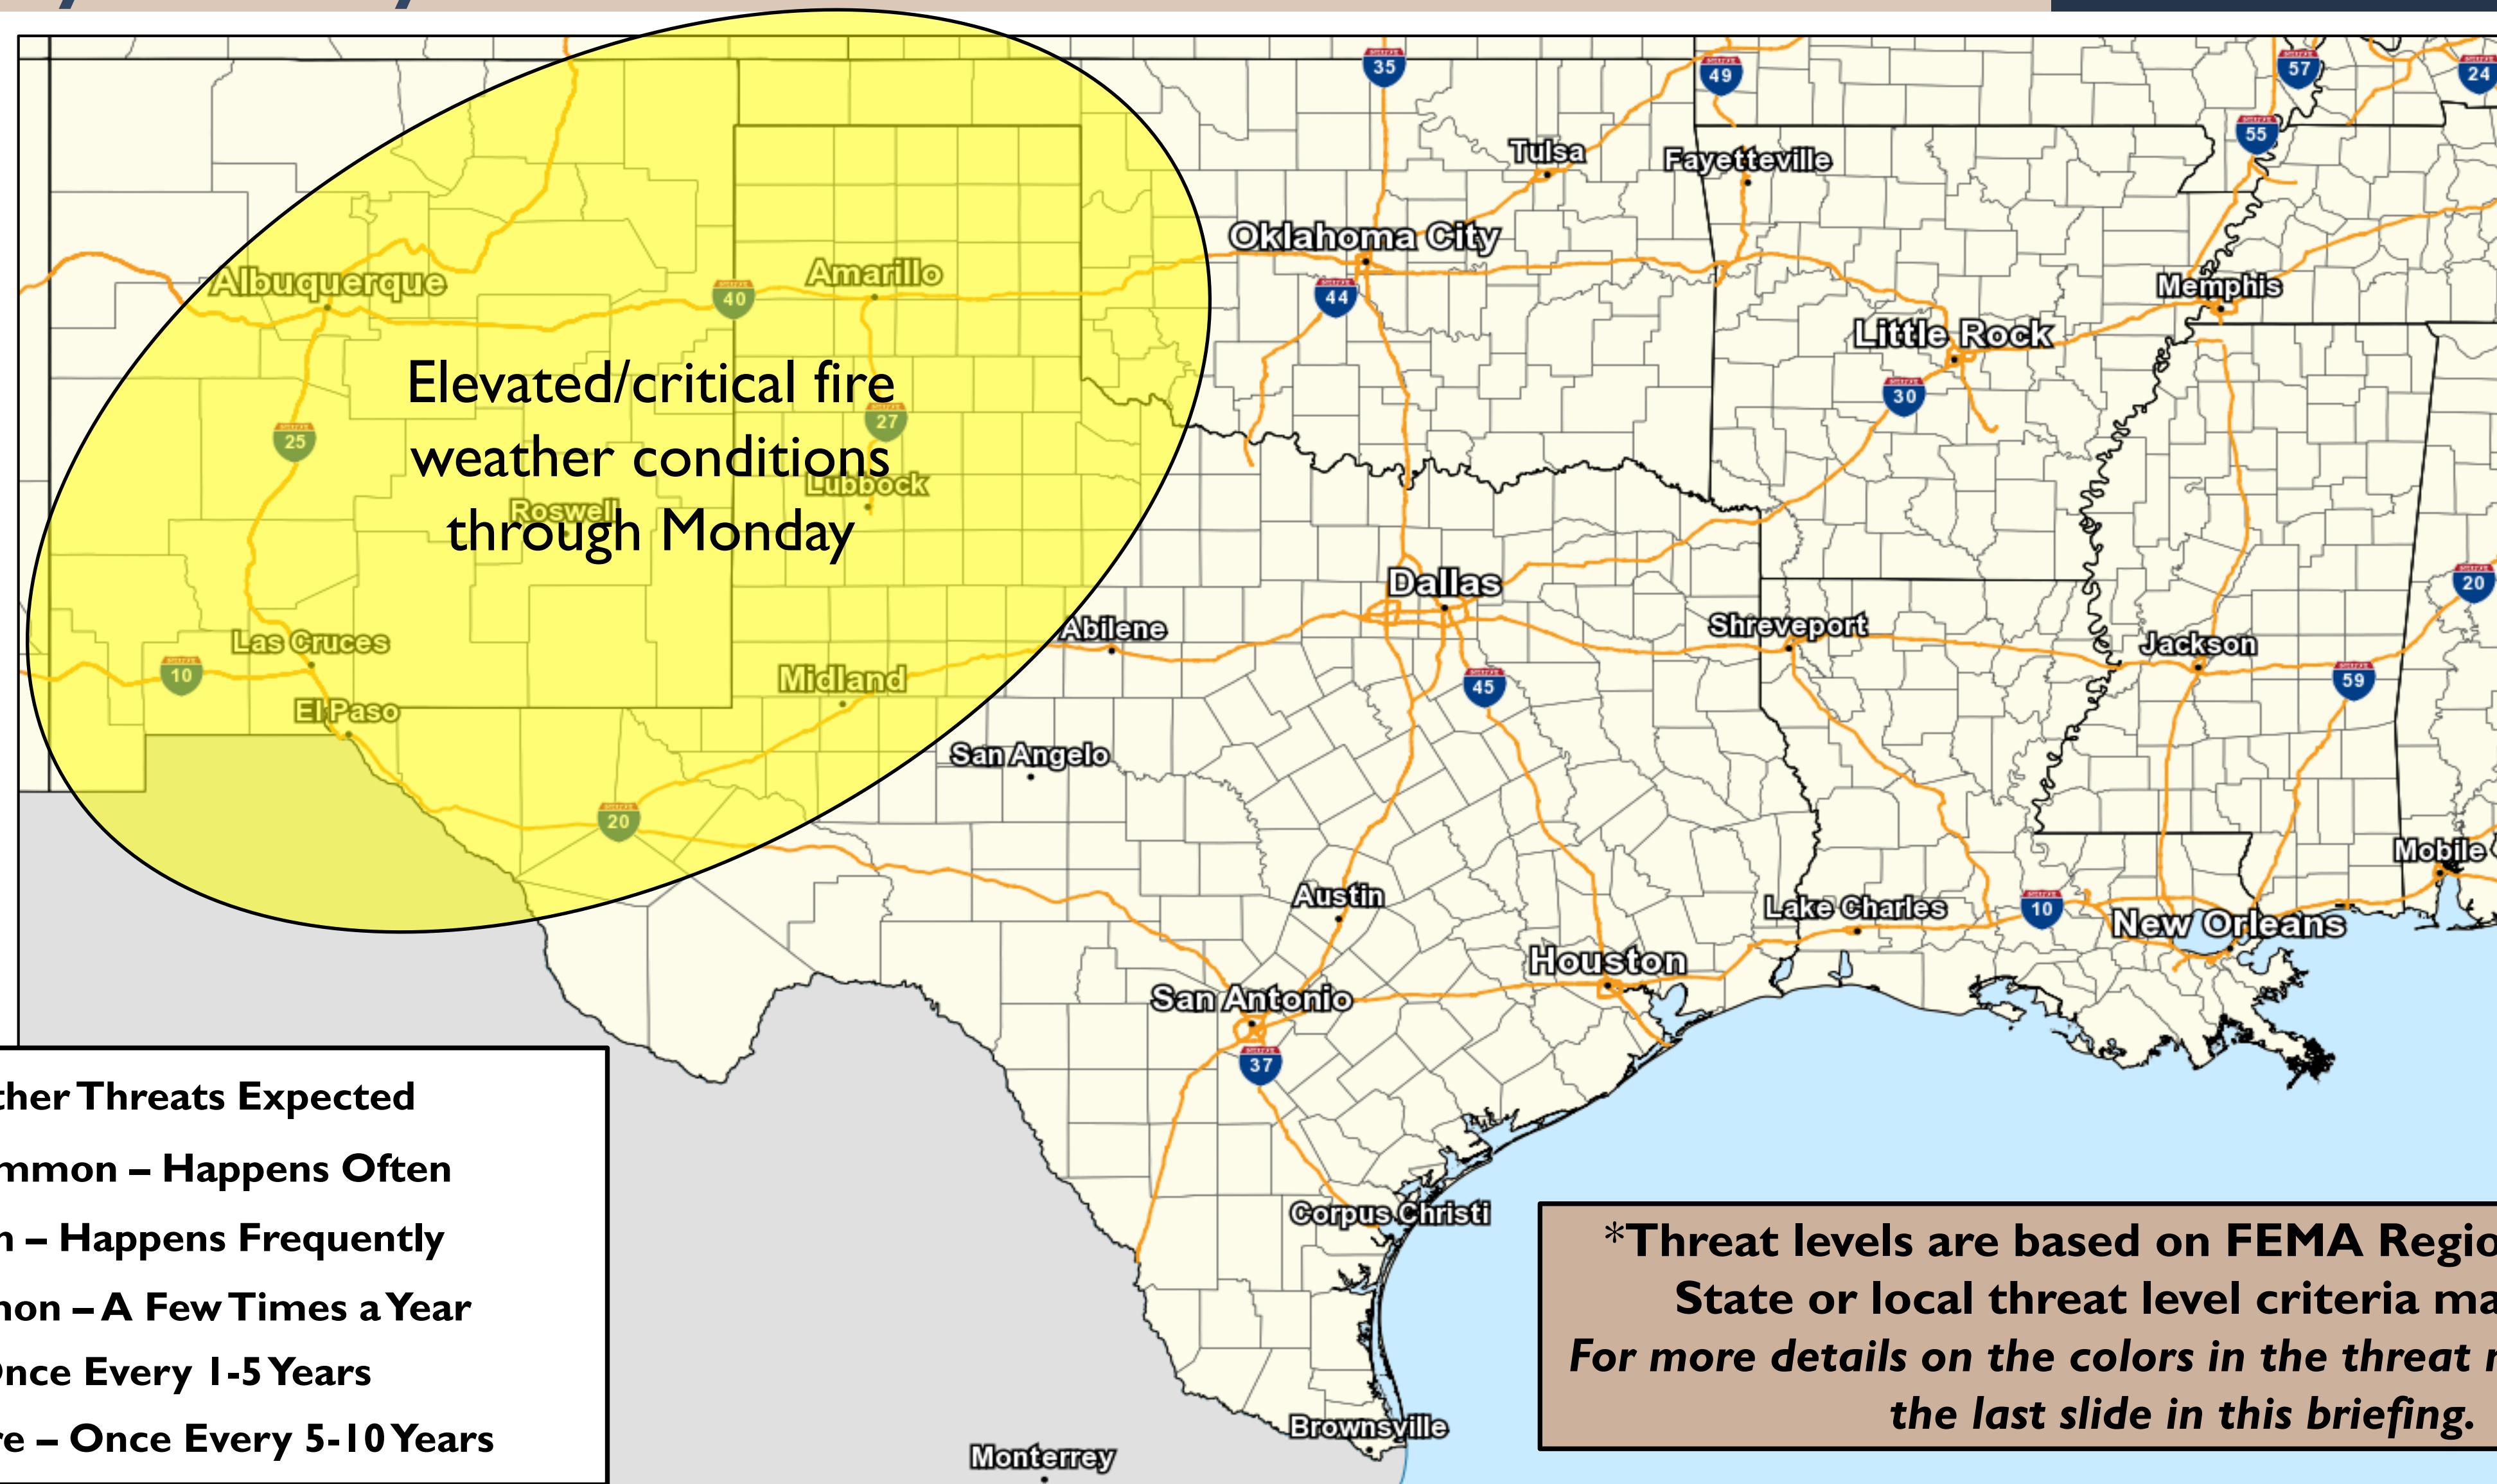 35
49
57
24
55
Tulsa
Fayetteville
Oklahoma City
Albuquerque
Amarillo
40
44
Memphis
Little Rock
Elevated/critical fire
weather conditions
through Monday
30
27
25
Lubbock
Roswell
Dallas
20
Abilene
Shreveport
Las Cruces
Jackson
10
Midland
45
59
El Paso
San Angelo
20
Mobile
Austin
Lake Charles
10
New Orleans
Houston
San Antonio
37
Corpus Christi
Brownsville
Monterrey
ther Threats Expected
mmon – Happens Often
n – Happens Frequently
non – A Few Times a Year
Once Every 1-5 Years
re – Once Every 5-10 Years
*Threat levels are based on FEMA Regio
State or local threat level criteria ma
For more details on the colors in the threat
the last slide in this briefing.